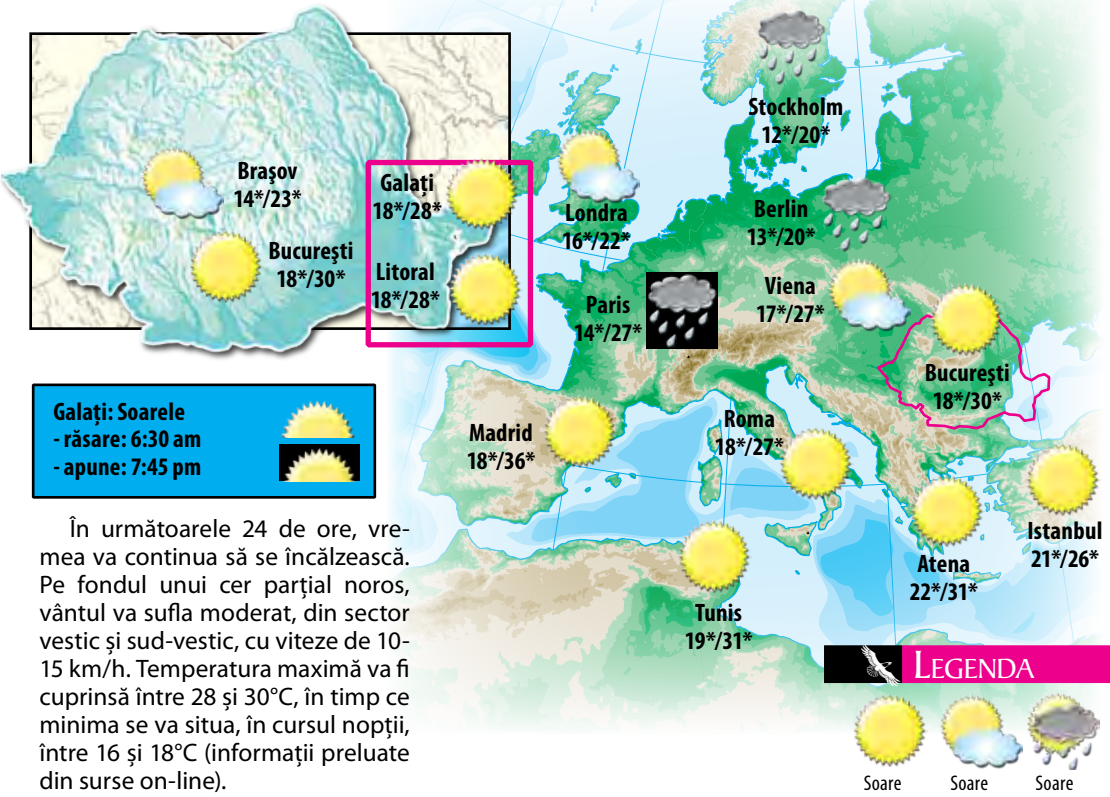 Stockholm
12*/20*
Brașov
14*/23*
Galați
18*/28*
Londra
16*/22*
Berlin
13*/20*
București
18*/30*
Litoral
18*/28*
Paris
14*/27*
Viena
17*/27*
București
18*/30*
Galați: Soarele
- răsare: 6:30 am
- apune: 7:45 pm
Madrid
18*/36*
Roma
18*/27*
Istanbul
21*/26*
Atena
22*/31*
Tunis
19*/31*
În următoarele 24 de ore, vre-
mea va continua să se încălzească.
Pe fondul unui cer parțial noros,
vântul va sufla moderat, din sector
vestic și sud-vestic, cu viteze de 10-
15 km/h. Temperatura maximă va fi
cuprinsă între 28 și 30°C, în timp ce
minima se va situa, în cursul nopții,
între 16 și 18°C (informații preluate
din surse on-line).
LEGENDA
Soare
Soare
Soare